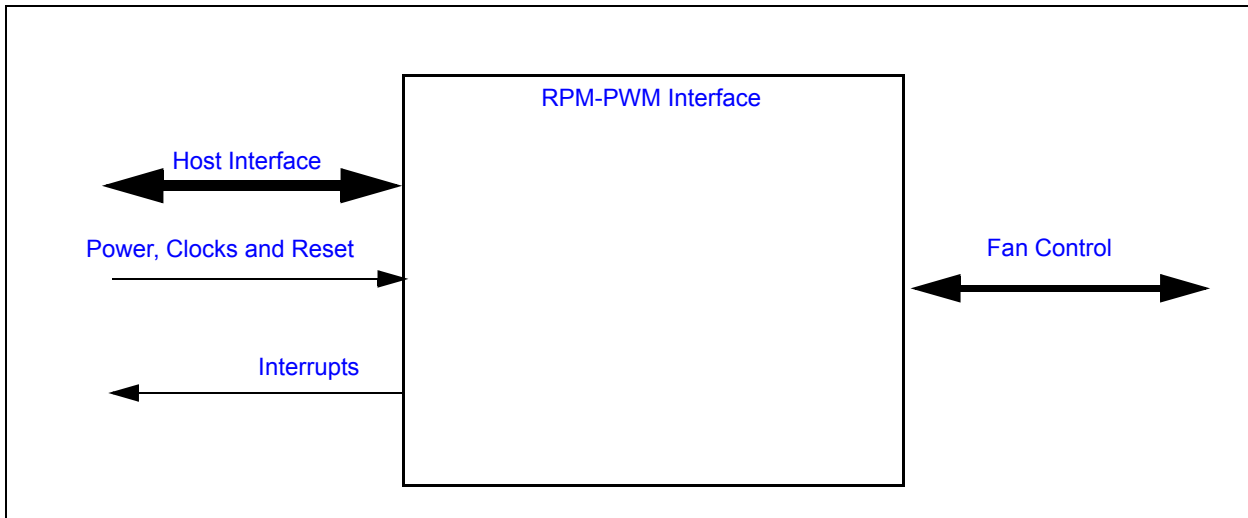 RPM-PWM Interface
Host Interface
Power, Clocks and Reset
Fan Control
Interrupts